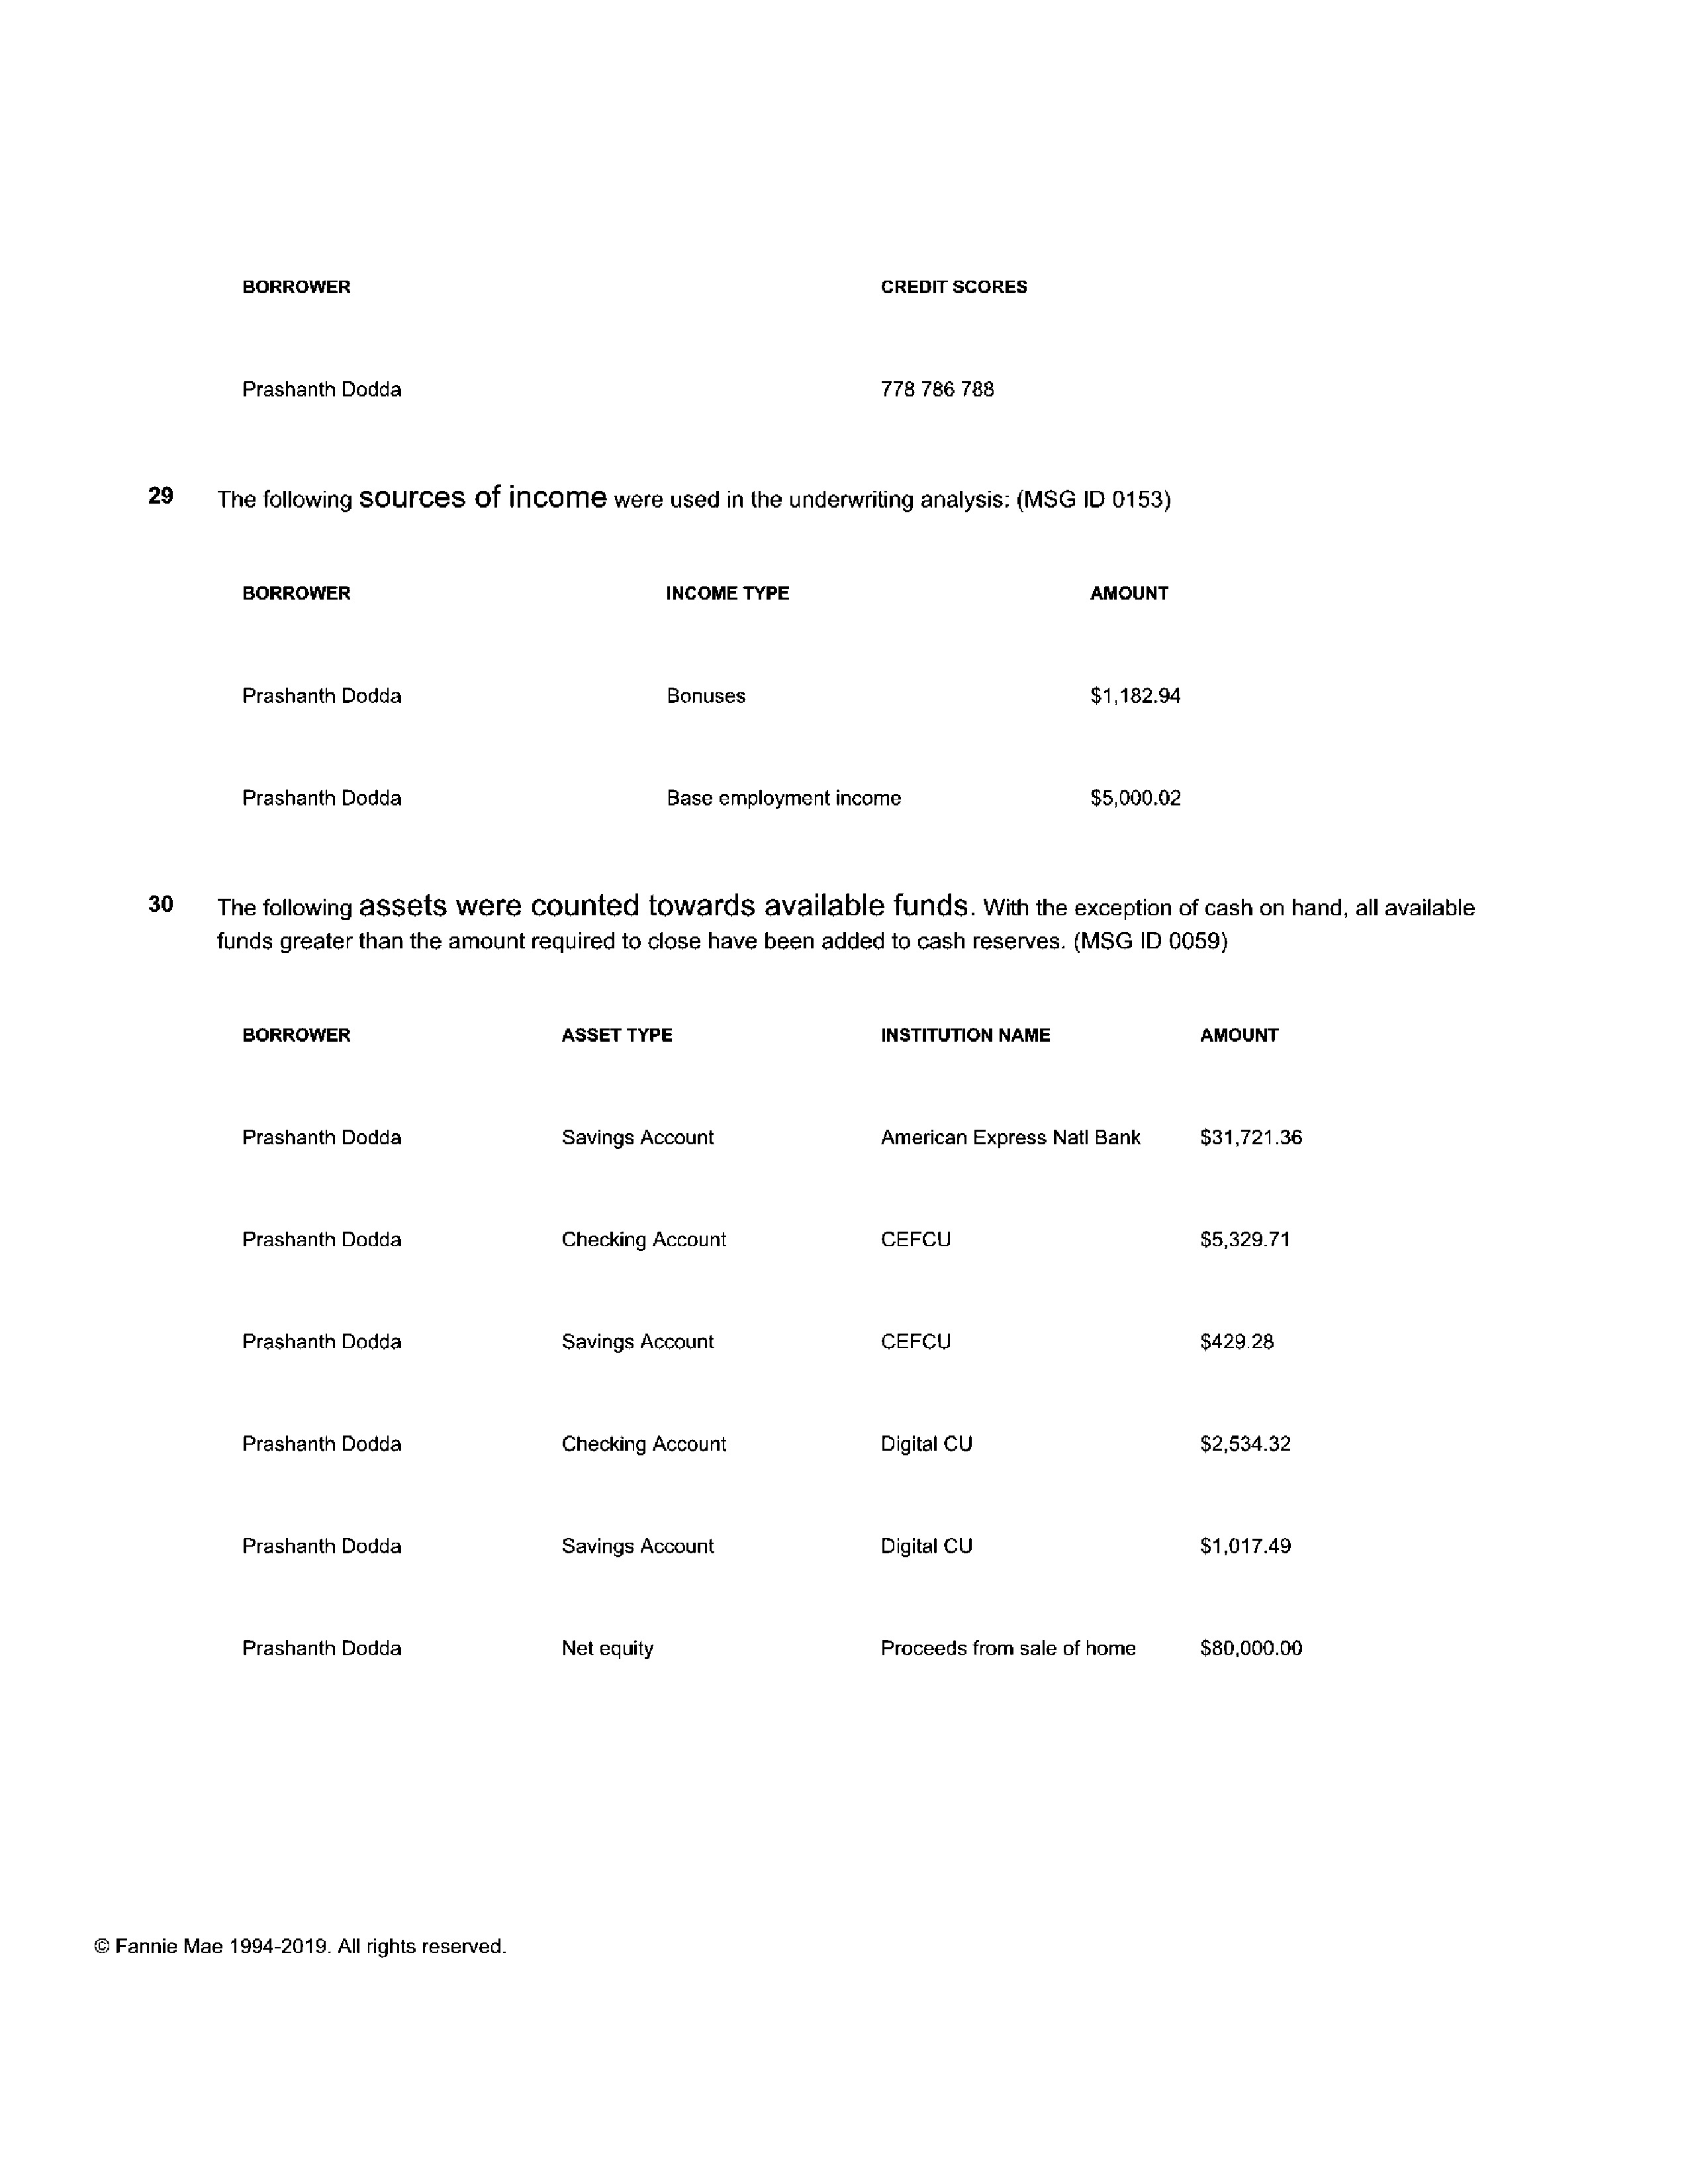 BORROWER CREDIT SCORES
Prashanth Dodda 778 786 788
29 The following sources of income were used in the underwriting analysis: (MSG ID 0153)
BORROWER INCOME TYPE AMOUNT
Prashanth Dodda Bonuses $1,182.94
Prashanth Dodda Base employment income $5,000.02
30 The following assets were counted towards available funds. With the exception of cash on hand, all available
funds greater than the amount required to close have been added to cash reserves. (MSG ID 0059)
BORROWER ASSET TYPE INSTITUTION NAME AMOUNT
Prashanth Dodda Savings Account American Express Natl Bank $31,721.36
Prashanth Dodda Checking Account CEFCU $5,329.71
Prashanth Dodda Savings Account CEFCU $429.28
Prashanth Dodda Checking Account Digital CU $2,534.32
Prashanth Dodda Savings Account Digital CU $1,017.49
Prashanth Dodda Net equity Proceeds from sale of home $80,000.00
© Fannie Mae 1994-2019. All rights reserved.